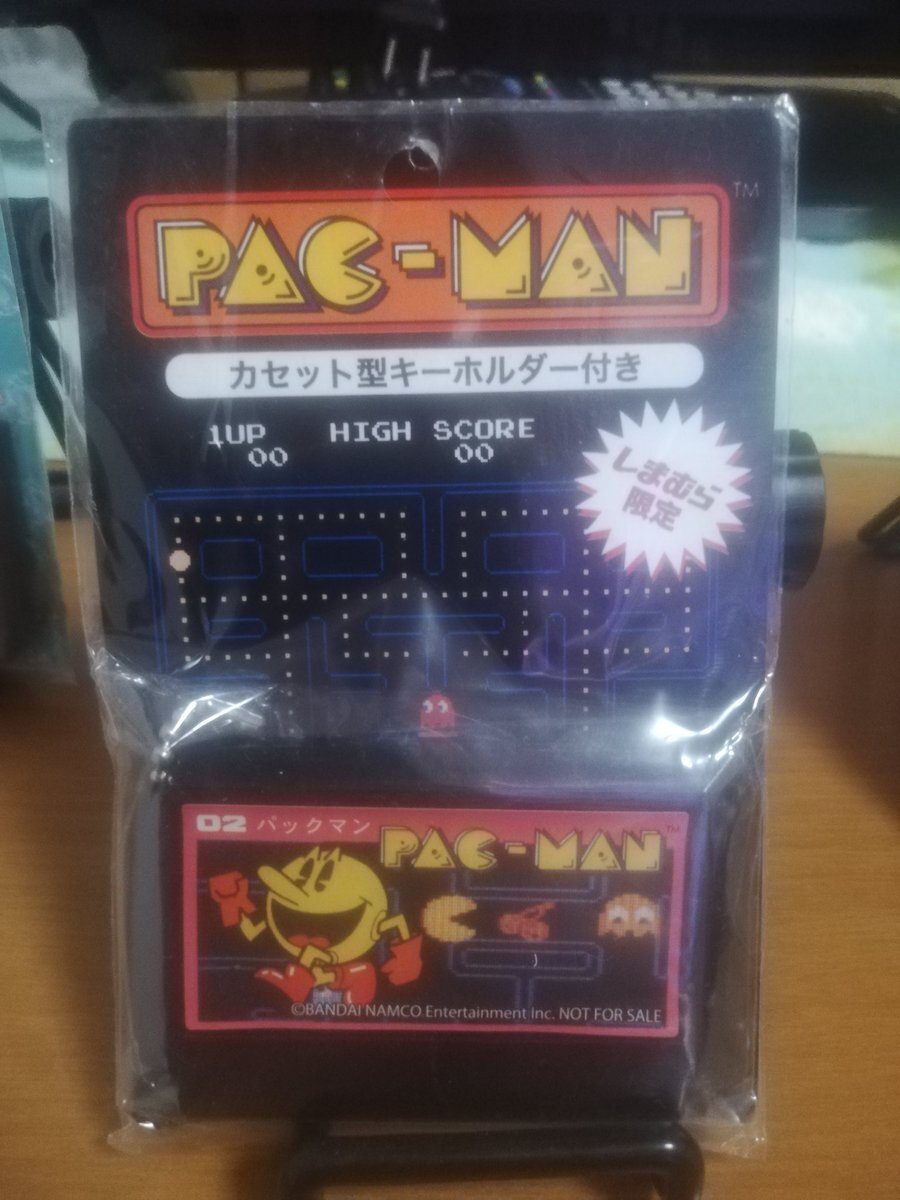 PAC-MAN
TM
カセット型キーホルダー付き
1UP
HIGH SCORE
00
00
しまむら
限定
02 パックマン
PAC-MAN
TM
©BANDAI NAMCO Entertainment Inc. NOT FOR SALE